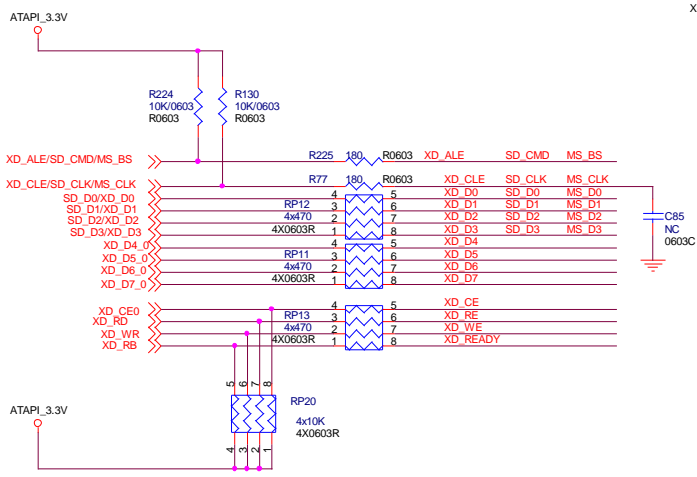 X
ATAPI_3.3V
R224 R130
10K/0603 10K/0603
R0603 R0603
XD_ALE/SD_CMD/MS_BS R225 180 R0603 XD_ALE SD_CMD MS_BS
XD_CLE/SD_CLK/MS_CLK R77 180 R0603 XD_CLE SD_CLK MS_CLK
SD_D0/XD_D0 4 5 XD_D0 SD_D0 MS_D0
SD_D1/XD_D1 RP12 3 6 XD_D1 SD_D1 MS_D1
SD_D2/XD_D2 4x470 2 7 XD_D2 SD_D2 MS_D2
SD_D3/XD_D3 4X0603R 1 8 XD_D3 SD_D3 MS_D3
C85
NC
0603C
XD_D4_0 4 5 XD_D4
XD_D5_0 RP11 3 6 XD_D5
XD_D6_0 4x470 2 7 XD_D6
XD_D7_0 4X0603R 1 8 XD_D7
XD_CE0 4 5 XD_CE
XD_RD RP13 3 6 XD_RE
XD_WR 4x470 2 7 XD_WE
XD_RB 4X0603R 1 8 XD_READY
5 6 7 8
RP20
4x10K
4X0603R
4 3 2 1
ATAPI_3.3V